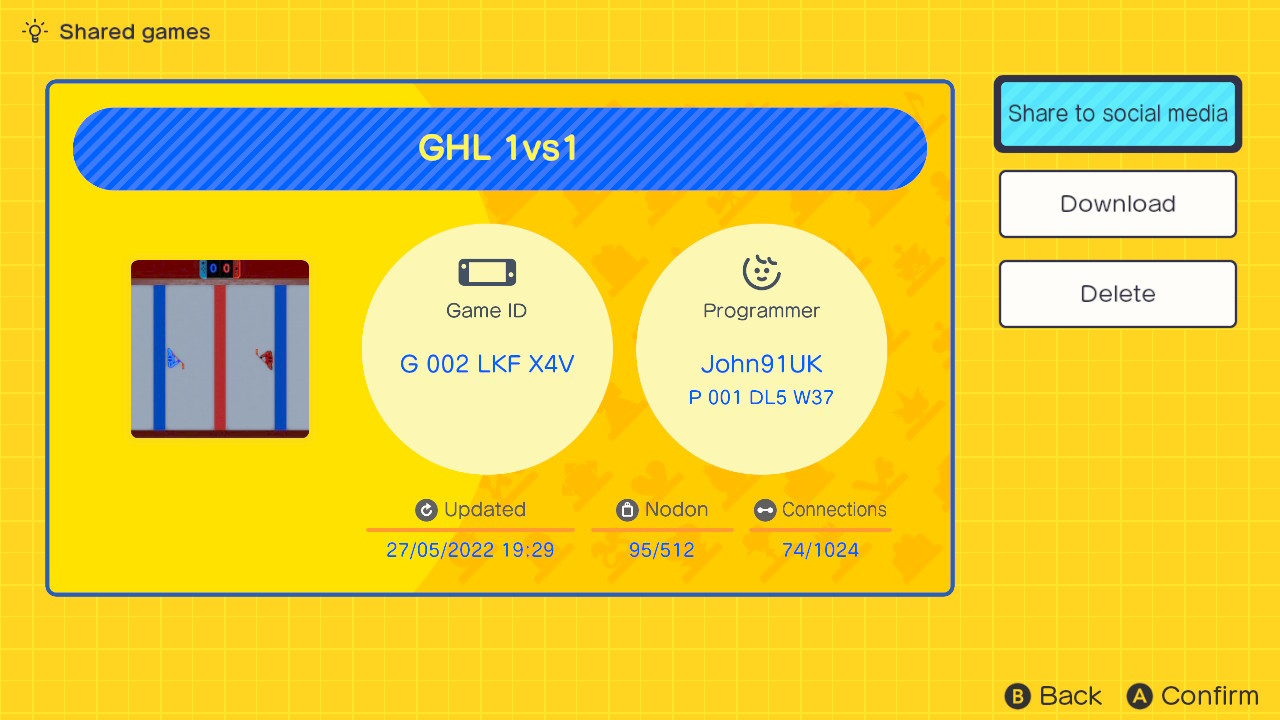 Shared games
GHL 1vs1
Share to social media
Download
Delete
0 0
Game ID
G 002 LKF X4V
Programmer
John91UK
P 001 DL5 W37
Updated
27/05/2022 19:29
Nodon
95/512
Connections
74/1024
B Back
A Confirm